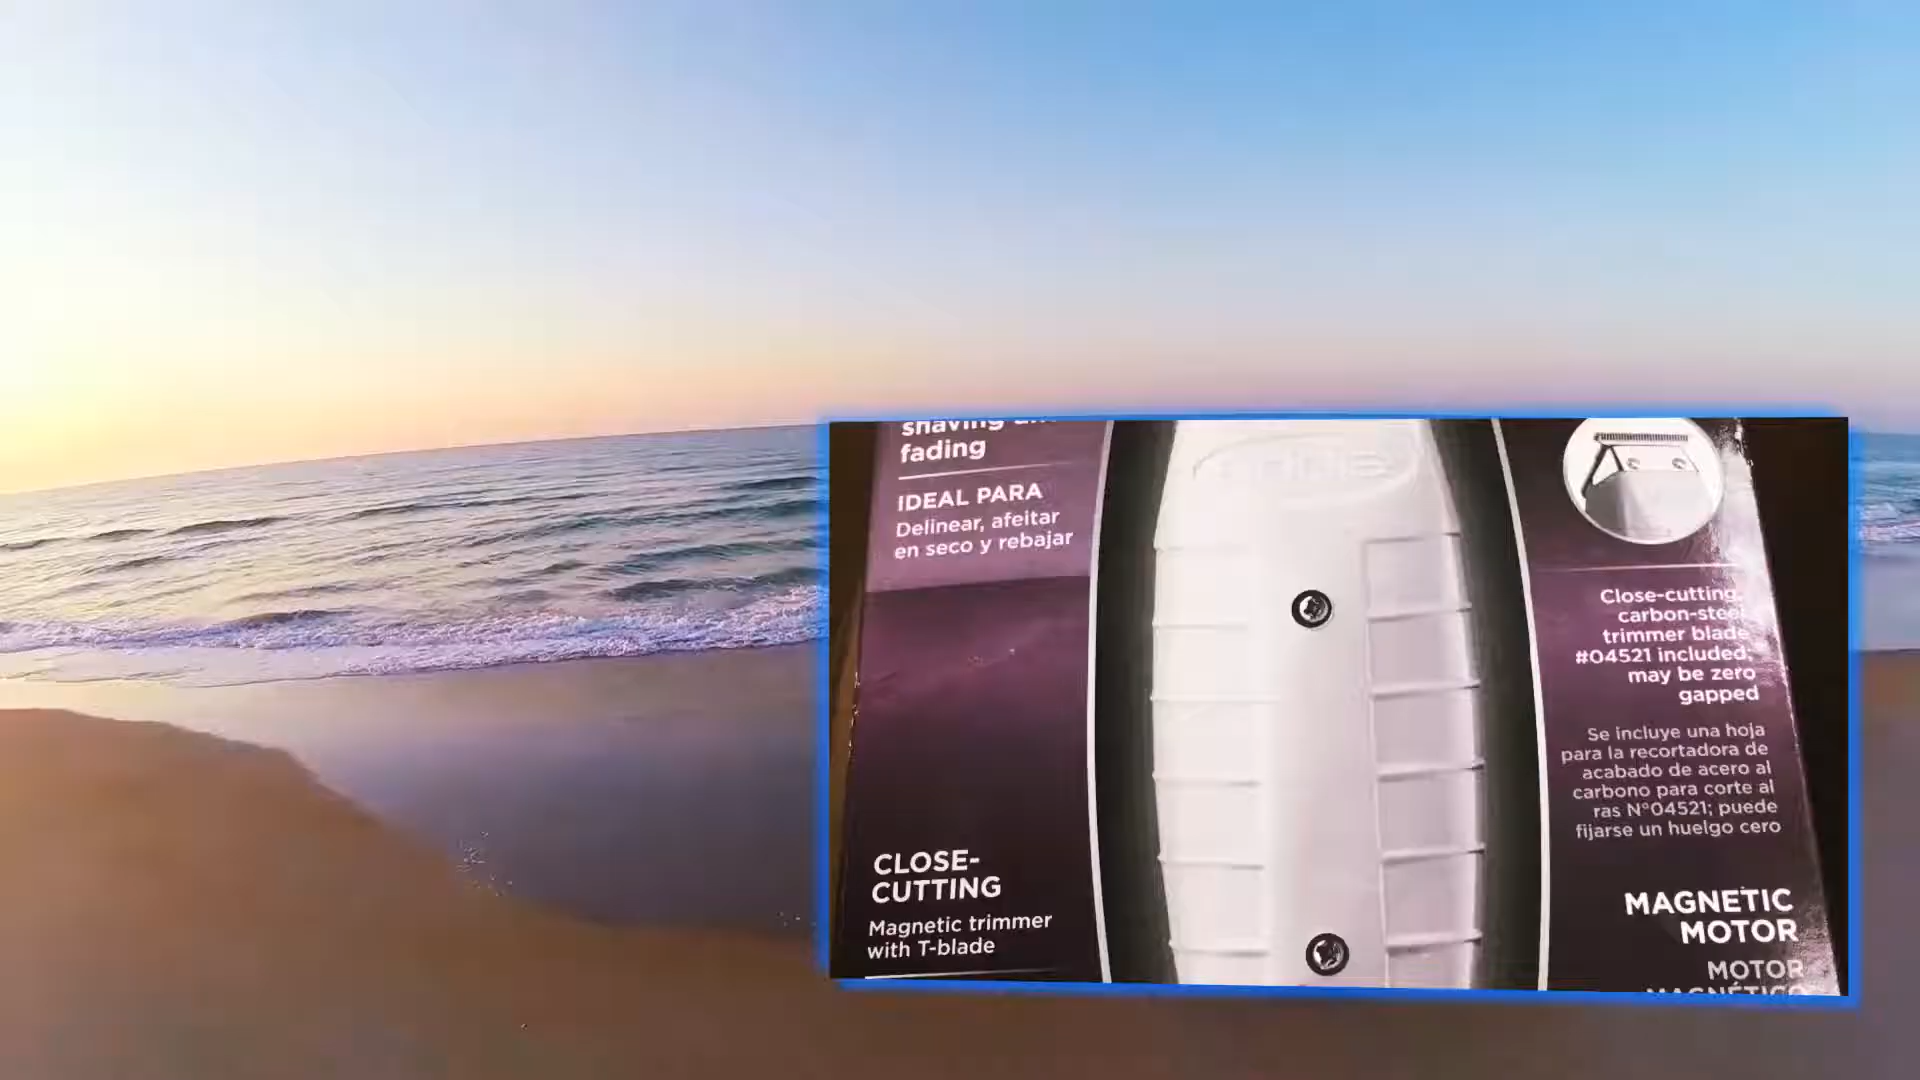 shaving
fading
IDEAL PARA
Delinear, afeitar
en seco y rebajar
CLOSE-
CUTTING
Magnetic trimmer
with T-blade
Close-cutting,
carbon-steel
trimmer blade
#04521 included;
may be zero
gapped
Se incluye una hoja
para la recortadora de
acabado de acero al
carbono para corte al
ras N°04521; puede
fijarse un huelgo cero
MAGNETIC
MOTOR
MOTOR
MAGNÉTICO